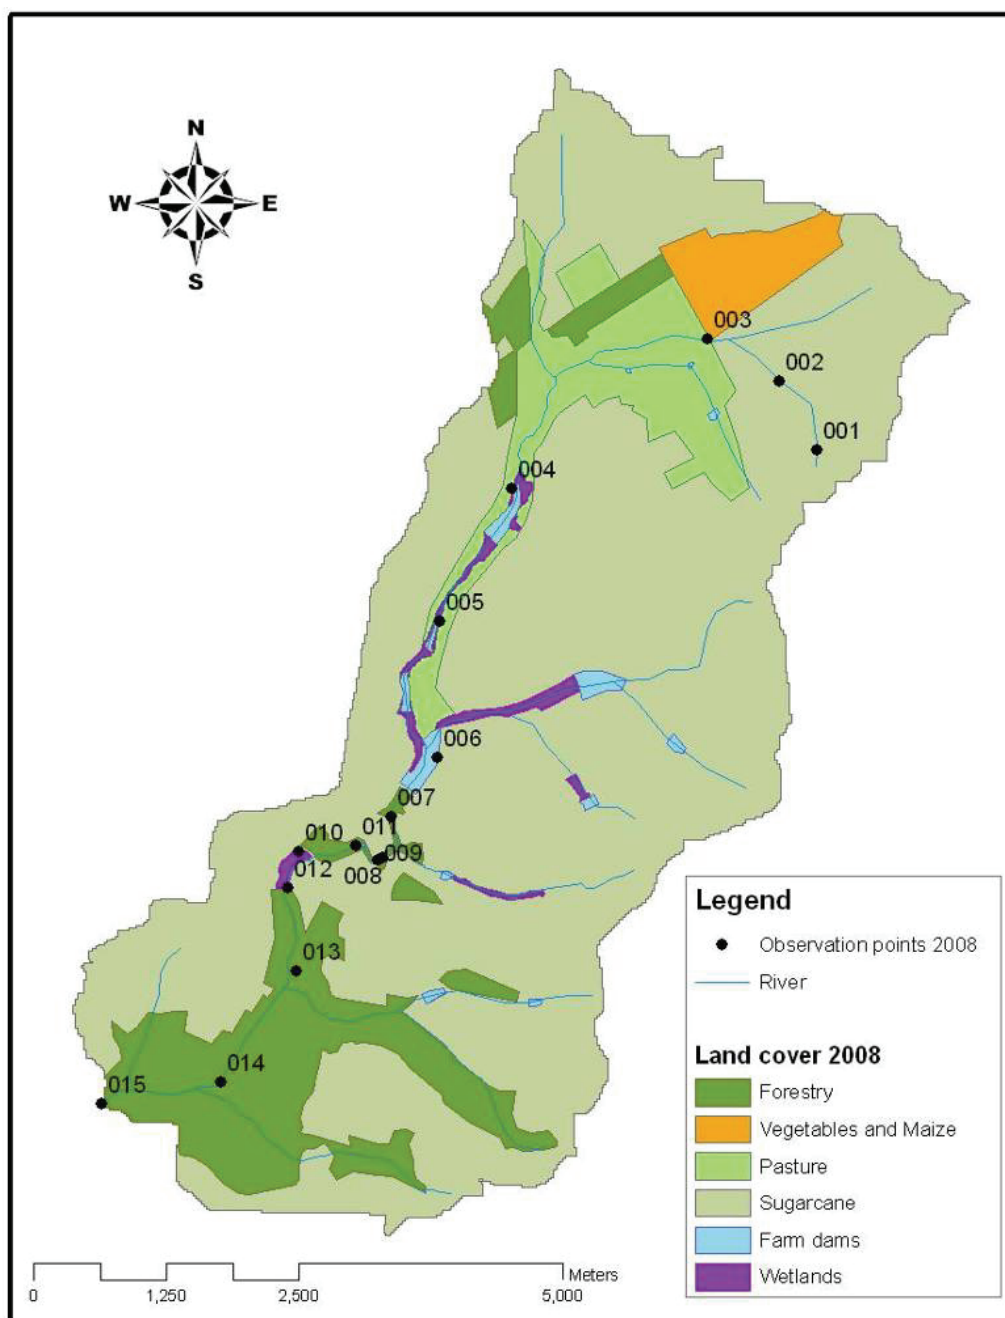 N
W E
S
003
002
001
004
005
006
007
011
010
009
008
012
013
014
015
Legend
Observation points 2008
River
Land cover 2008
Forestry
Vegetables and Maize
Pasture
Sugarcane
Farm dams
Wetlands
Meters
0 1,250 2,500 5,000